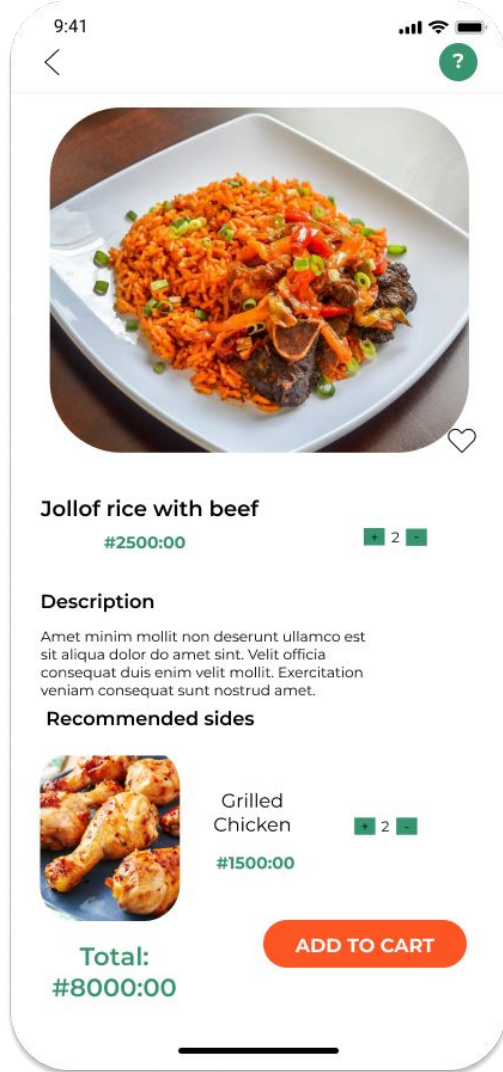 9:41
?
Jollof rice with beef
#2500:00
+ 2 -
Description
Amet minim mollit non deserunt ullamco est
sit aliqua dolor do amet sint. Velit officia
consequat duis enim velit mollit. Exercitation
veniam consequat sunt nostrud amet.
Recommended sides
Grilled
Chicken
+ 2 -
#1500:00
ADD TO CART
Total:
#8000:00